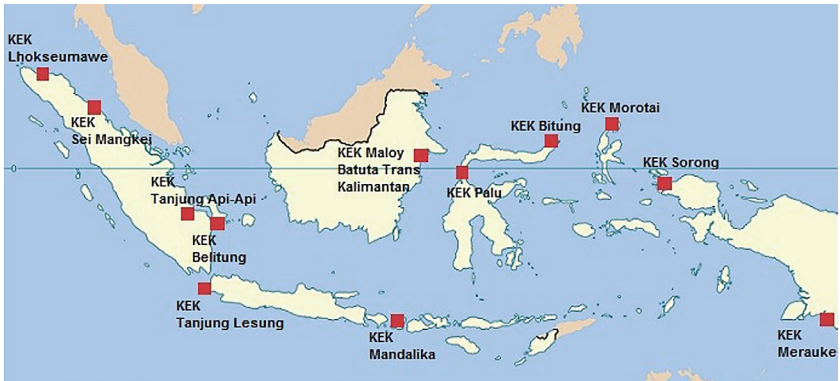 KEK
Lhokseumawe
KEK
Sei Mangkei
KEK Morotai
KEK Bitung
KEK Maloy
Batuta Trans
Kalimantan
0
KEK Sorong
KEK
Tanjung Api-Api
KEK Palu
KEK
Belitung
KEK
Tanjung Lesung
KEK
Mandalika
KEK
Merauke